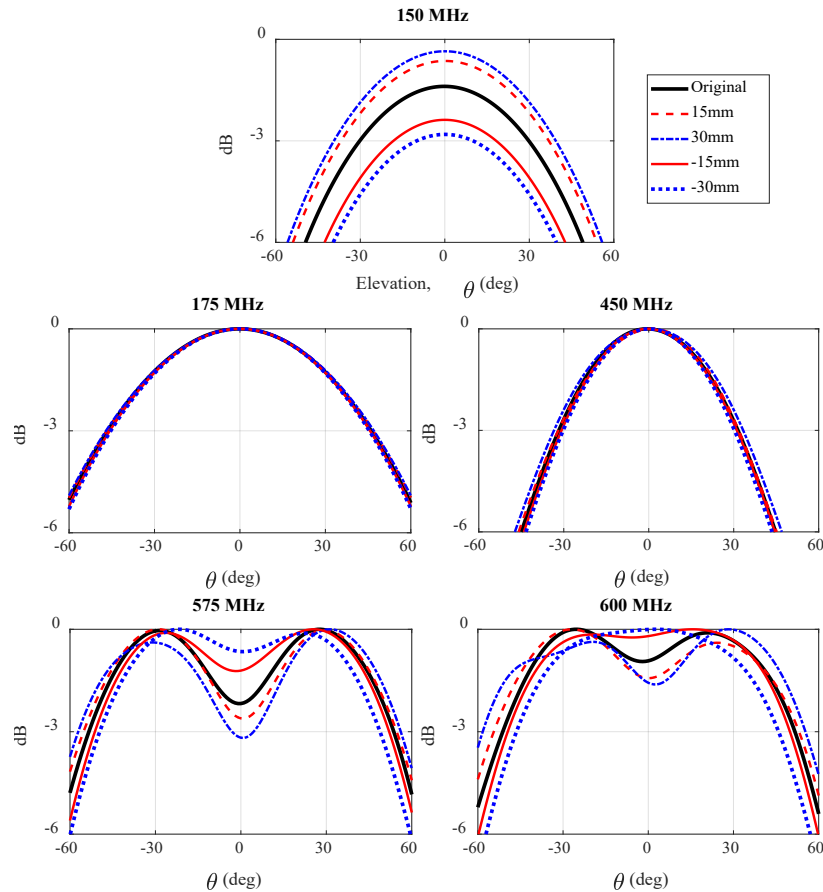 150 MHz
0
-3
-6
dB
-60
-30
0
30
60
Elevation, θ (deg)
Original
15mm
30mm
-15mm
-30mm
175 MHz
0
-3
-6
dB
-60
-30
0
30
60
θ (deg)
450 MHz
0
-3
-6
dB
-60
-30
0
30
60
θ (deg)
575 MHz
0
-3
-6
dB
-60
-30
0
30
60
θ (deg)
600 MHz
0
-3
-6
dB
-60
-30
0
30
60
θ (deg)